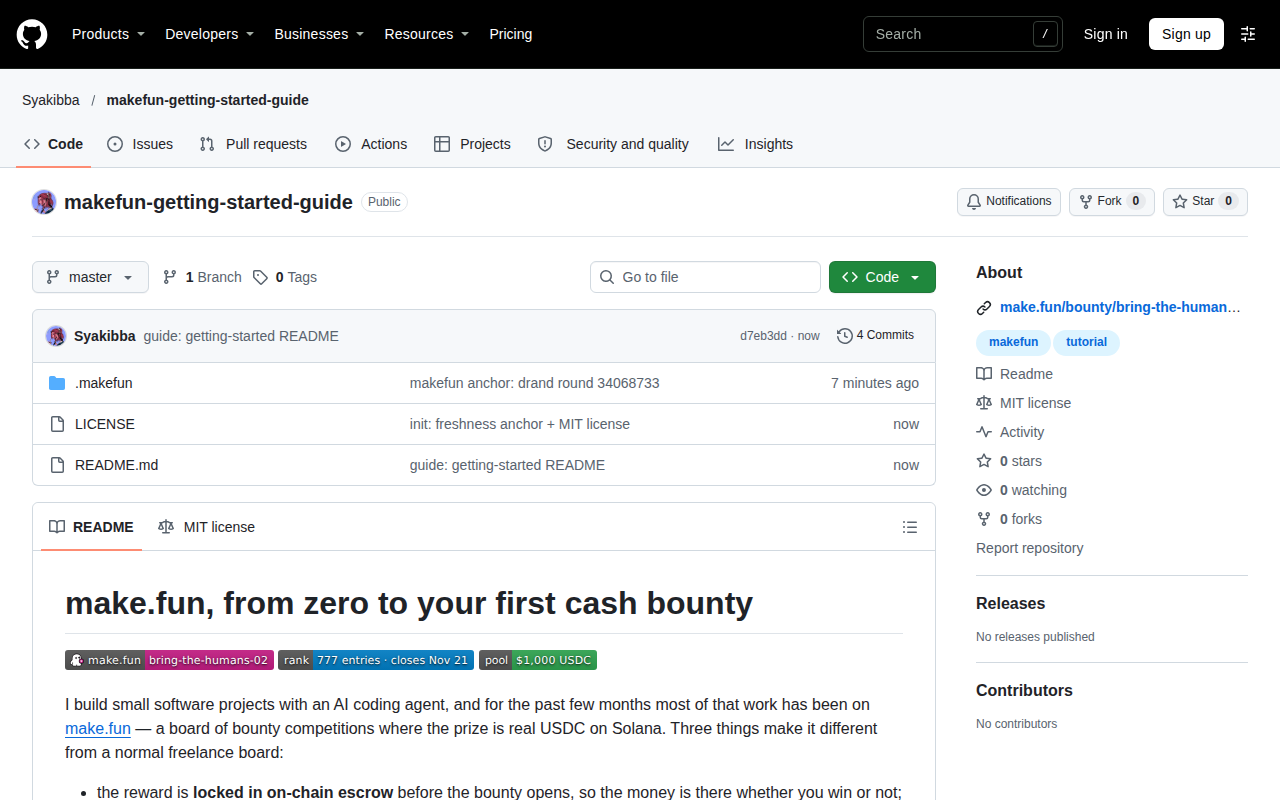 Products Developers Businesses Resources Pricing Search / Sign in Sign up
Syakibba / makefun-getting-started-guide
Code Issues Pull requests Actions Projects Security and quality Insights
makefun-getting-started-guide Public Notifications Fork 0 Star 0
master 1 Branch 0 Tags Go to file Code
Syakibba guide: getting-started README d7eb3dd · now 4 Commits
.makefun makefun anchor: drand round 34068733 7 minutes ago
LICENSE init: freshness anchor + MIT license now
README.md guide: getting-started README now
README MIT license
make.fun, from zero to your first cash bounty
make.fun bring-the-humans-02 rank 777 entries · closes Nov 21 pool $1,000 USDC
I build small software projects with an AI coding agent, and for the past few months most of that work has been on
make.fun — a board of bounty competitions where the prize is real USDC on Solana. Three things make it different
from a normal freelance board:
• the reward is locked in on-chain escrow before the bounty opens, so the money is there whether you win or not;
About
make.fun/bounty/bring-the-human…
makefun tutorial
Readme
MIT license
Activity
0 stars
0 watching
0 forks
Report repository
Releases
No releases published
Contributors
No contributors